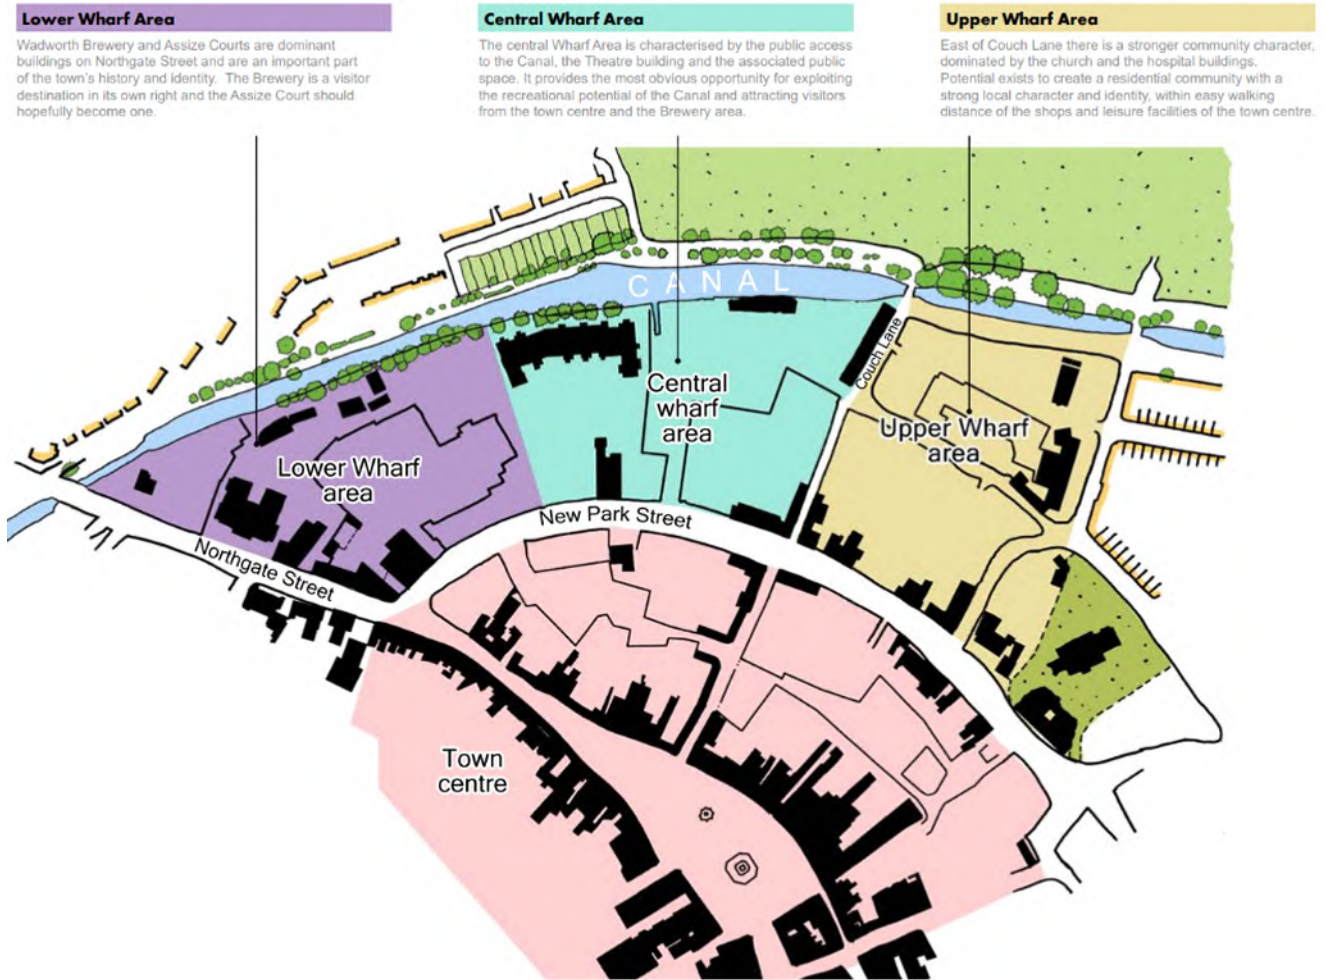 Lower Wharf Area
Wadworth Brewery and Assize Courts are dominant
buildings on Northgate Street and are an important part
of the town's history and identity. The Brewery is a visitor
destination in its own right and the Assize Court should
hopefully become one.
Central Wharf Area
The central Wharf Area is characterised by the public access
to the Canal, the Theatre building and the associated public
space. It provides the most obvious opportunity for exploiting
the recreational potential of the Canal and attracting visitors
from the town centre and the Brewery area.
Upper Wharf Area
East of Couch Lane there is a stronger community character,
dominated by the church and the hospital buildings.
Potential exists to create a residential community with a
strong local character and identity, within easy walking
distance of the shops and leisure facilities of the town centre.
CANAL
Couch Lane
Central
wharf
area
Upper Wharf
area
Lower Wharf
area
New Park Street
Northgate Street
Town
centre